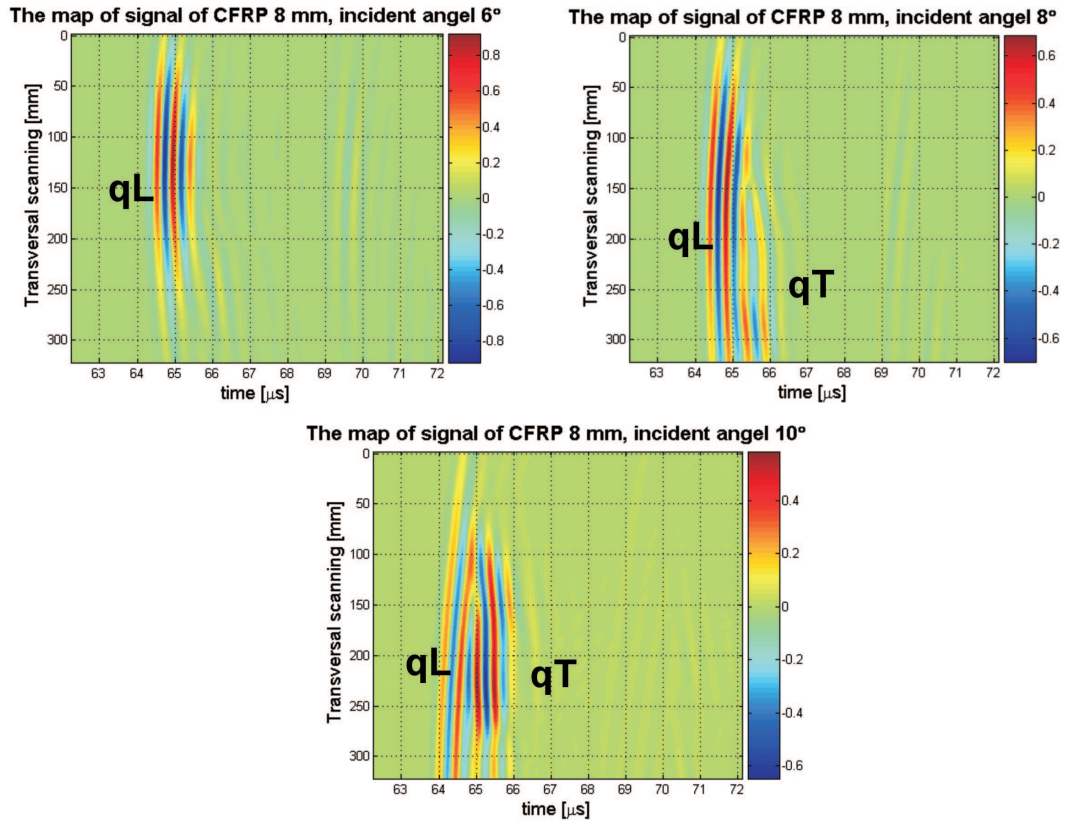 The map of signal of CFRP 8 mm, incident angel 6°
0
50
100
150
200
250
300
Transversal scanning [mm]
qL
63 64 65 66 67 68 69 70 71 72
time [μs]
0.8
0.6
0.4
0.2
0
-0.2
-0.4
-0.6
-0.8
The map of signal of CFRP 8 mm, incident angel 8°
0
50
100
150
200
250
300
Transversal scanning [mm]
qL
qT
63 64 65 66 67 68 69 70 71 72
time [μs]
0.6
0.4
0.2
0
-0.2
-0.4
-0.6
The map of signal of CFRP 8 mm, incident angel 10°
0
50
100
150
200
250
300
Transversal scanning [mm]
qL
qT
63 64 65 66 67 68 69 70 71 72
time [μs]
0.4
0.2
0
-0.2
-0.4
-0.6